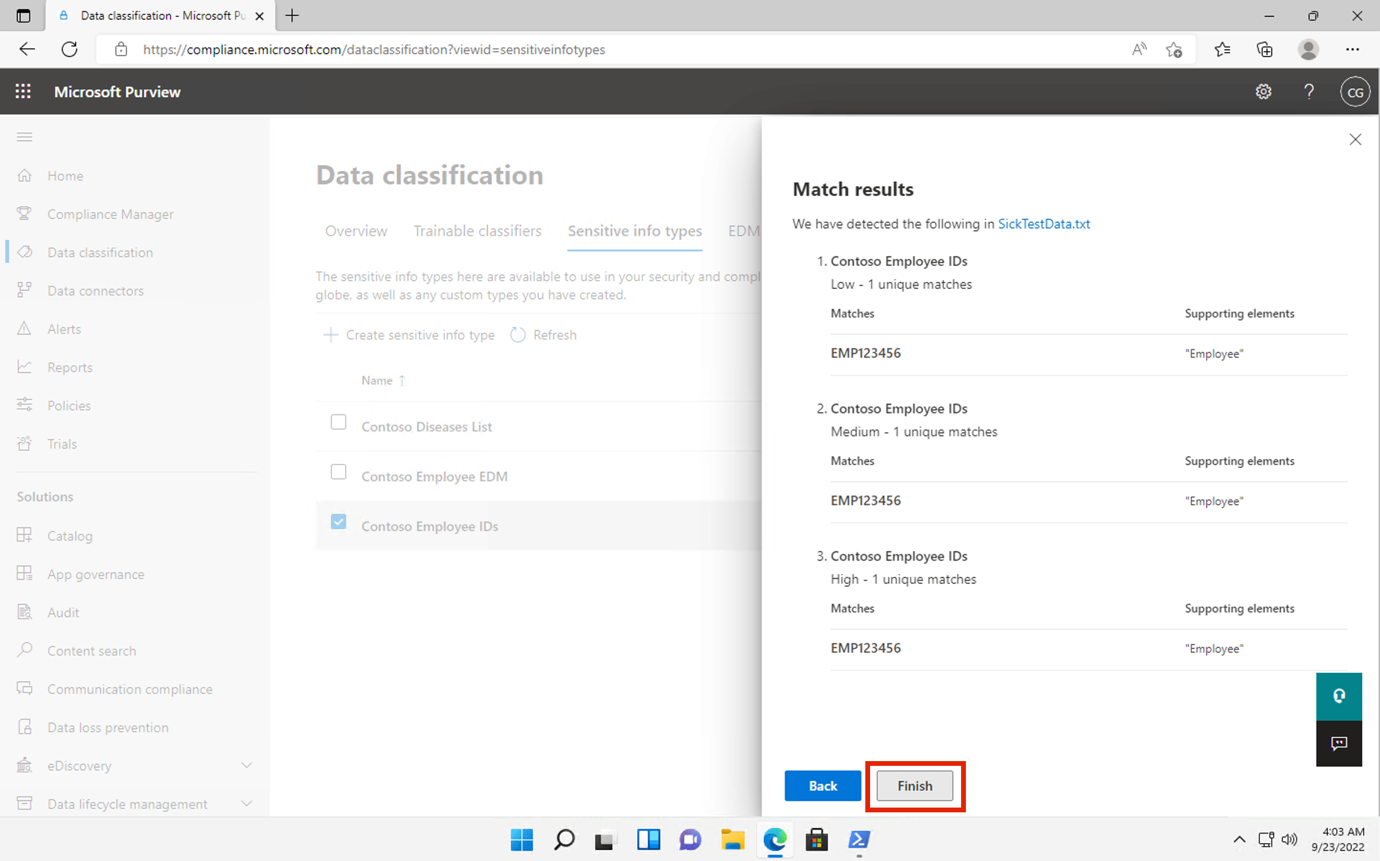 Data classification - Microsoft Pu
https://compliance.microsoft.com/dataclassification?viewid=sensitiveinfotypes
Microsoft Purview
CG
Home
Compliance Manager
Data classification
Data connectors
Alerts
Reports
Policies
Trials
Solutions
Catalog
App governance
Audit
Content search
Communication compliance
Data loss prevention
eDiscovery
Data lifecycle management
Data classification
Overview Trainable classifiers Sensitive info types EDM
The sensitive info types here are available to use in your security and compl
globe, as well as any custom types you have created.
Create sensitive info type Refresh
Name ↑
Contoso Diseases List
Contoso Employee EDM
Contoso Employee IDs
Match results
We have detected the following in SickTestData.txt
1. Contoso Employee IDs
Low - 1 unique matches
Matches Supporting elements
EMP123456 "Employee"
2. Contoso Employee IDs
Medium - 1 unique matches
Matches Supporting elements
EMP123456 "Employee"
3. Contoso Employee IDs
High - 1 unique matches
Matches Supporting elements
EMP123456 "Employee"
Back Finish
4:03 AM
9/23/2022